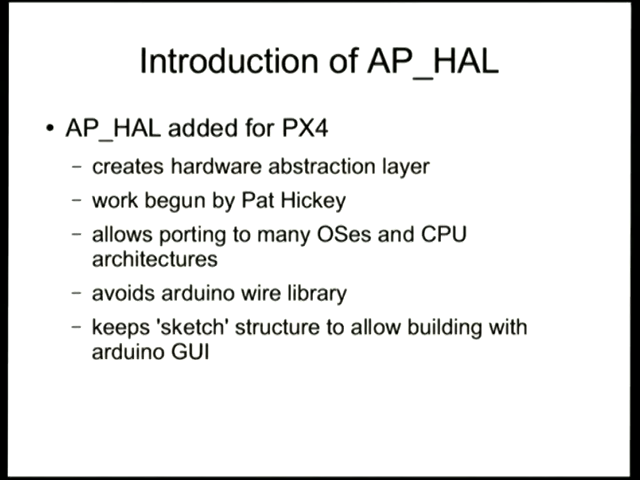 Introduction of AP_HAL
• AP_HAL added for PX4
– creates hardware abstraction layer
– work begun by Pat Hickey
– allows porting to many OSes and CPU
architectures
– avoids arduino wire library
– keeps 'sketch' structure to allow building with
arduino GUI